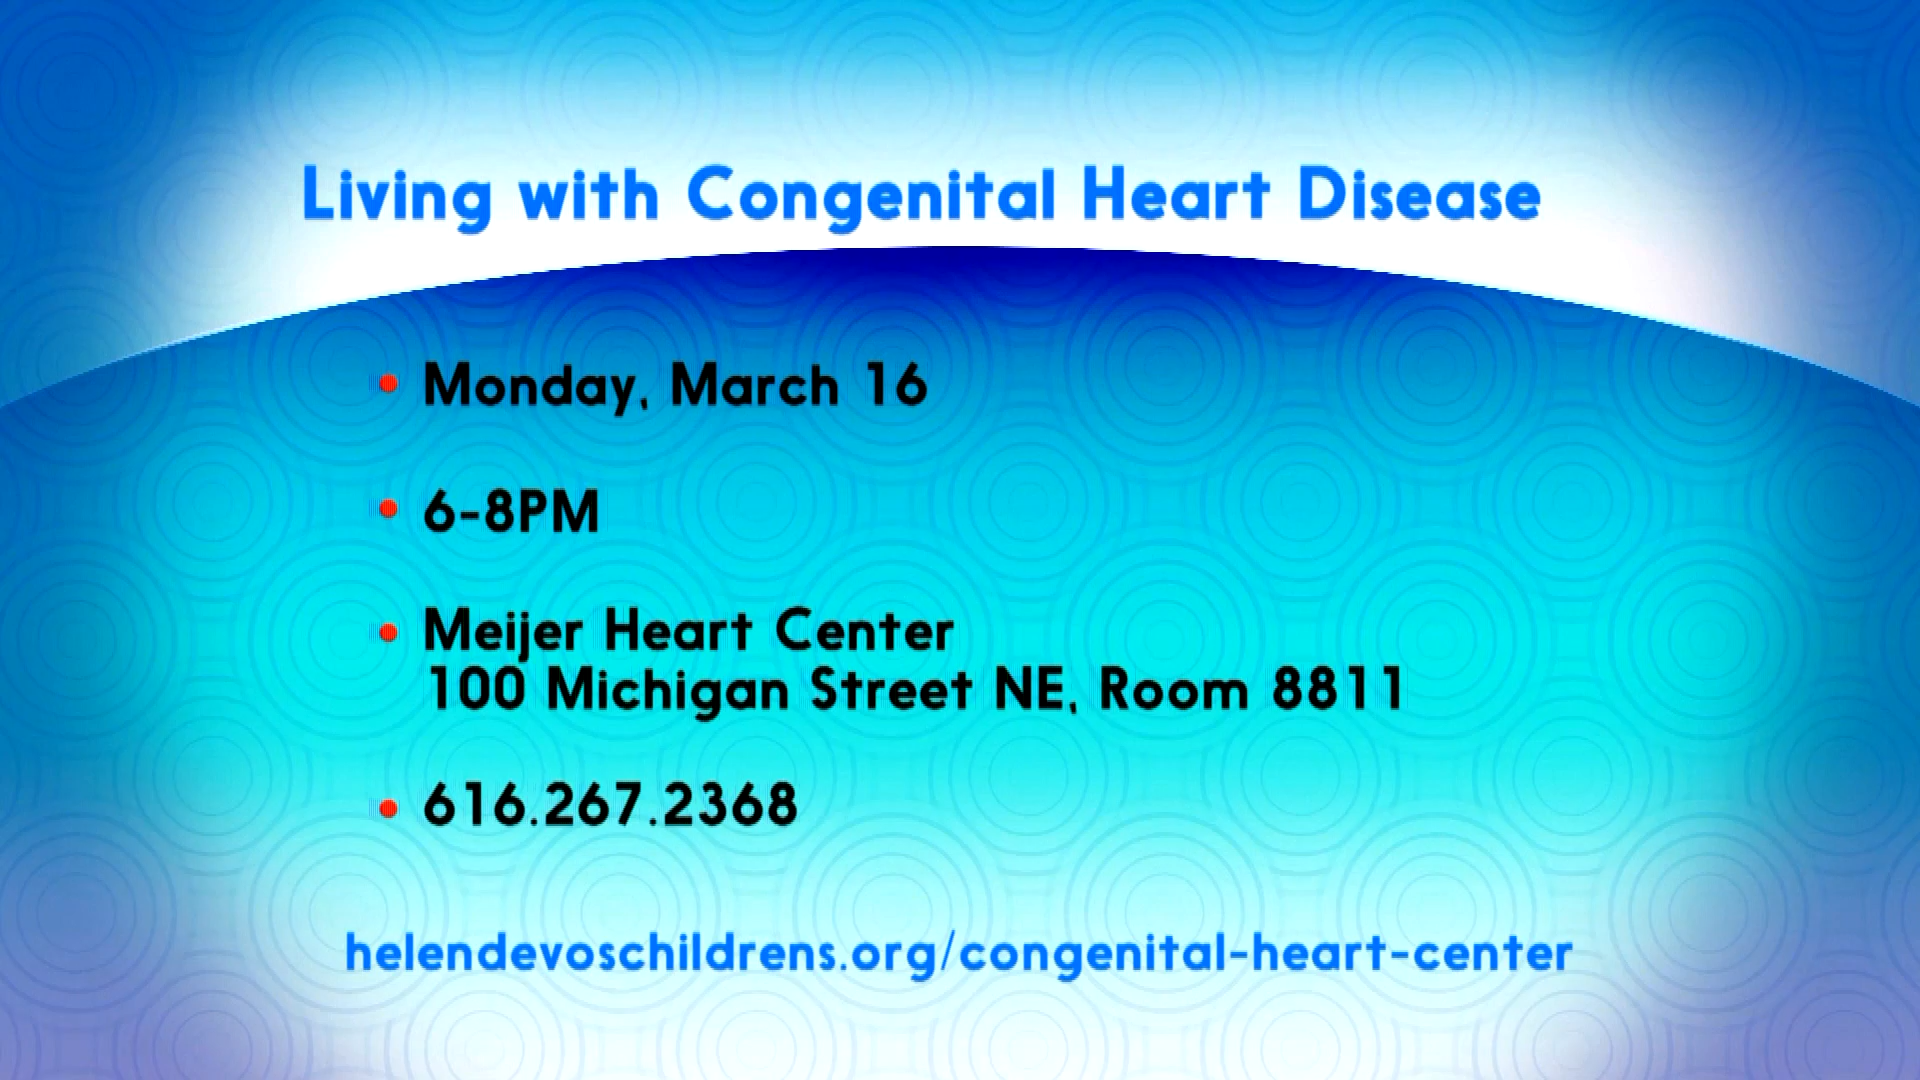 Living with Congenital Heart Disease
• Monday, March 16
• 6-8PM
• Meijer Heart Center
100 Michigan Street NE, Room 8811
• 616.267.2368
helendevoschildrens.org/congenital-heart-center